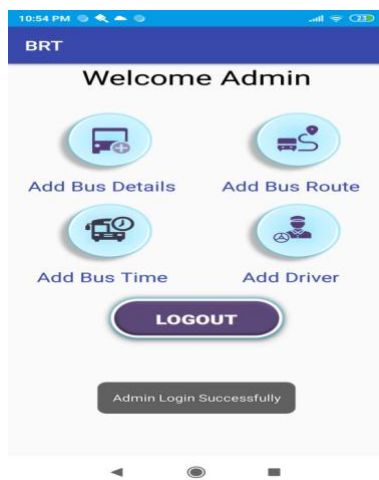 10:54 PM 23
BRT
Welcome Admin
Add Bus Details Add Bus Route
Add Bus Time Add Driver
LOGOUT
Admin Login Successfully